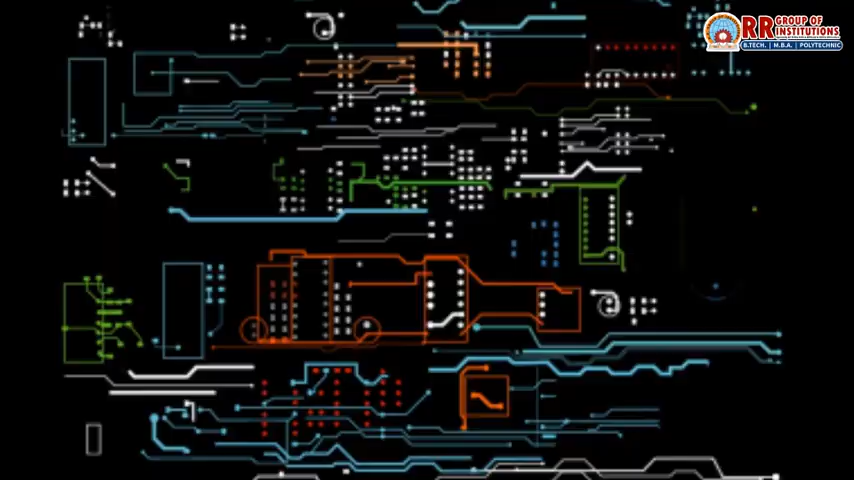 RR GROUP OF
INSTITUTIONS
B.TECH. | M.B.A. | POLYTECHNIC